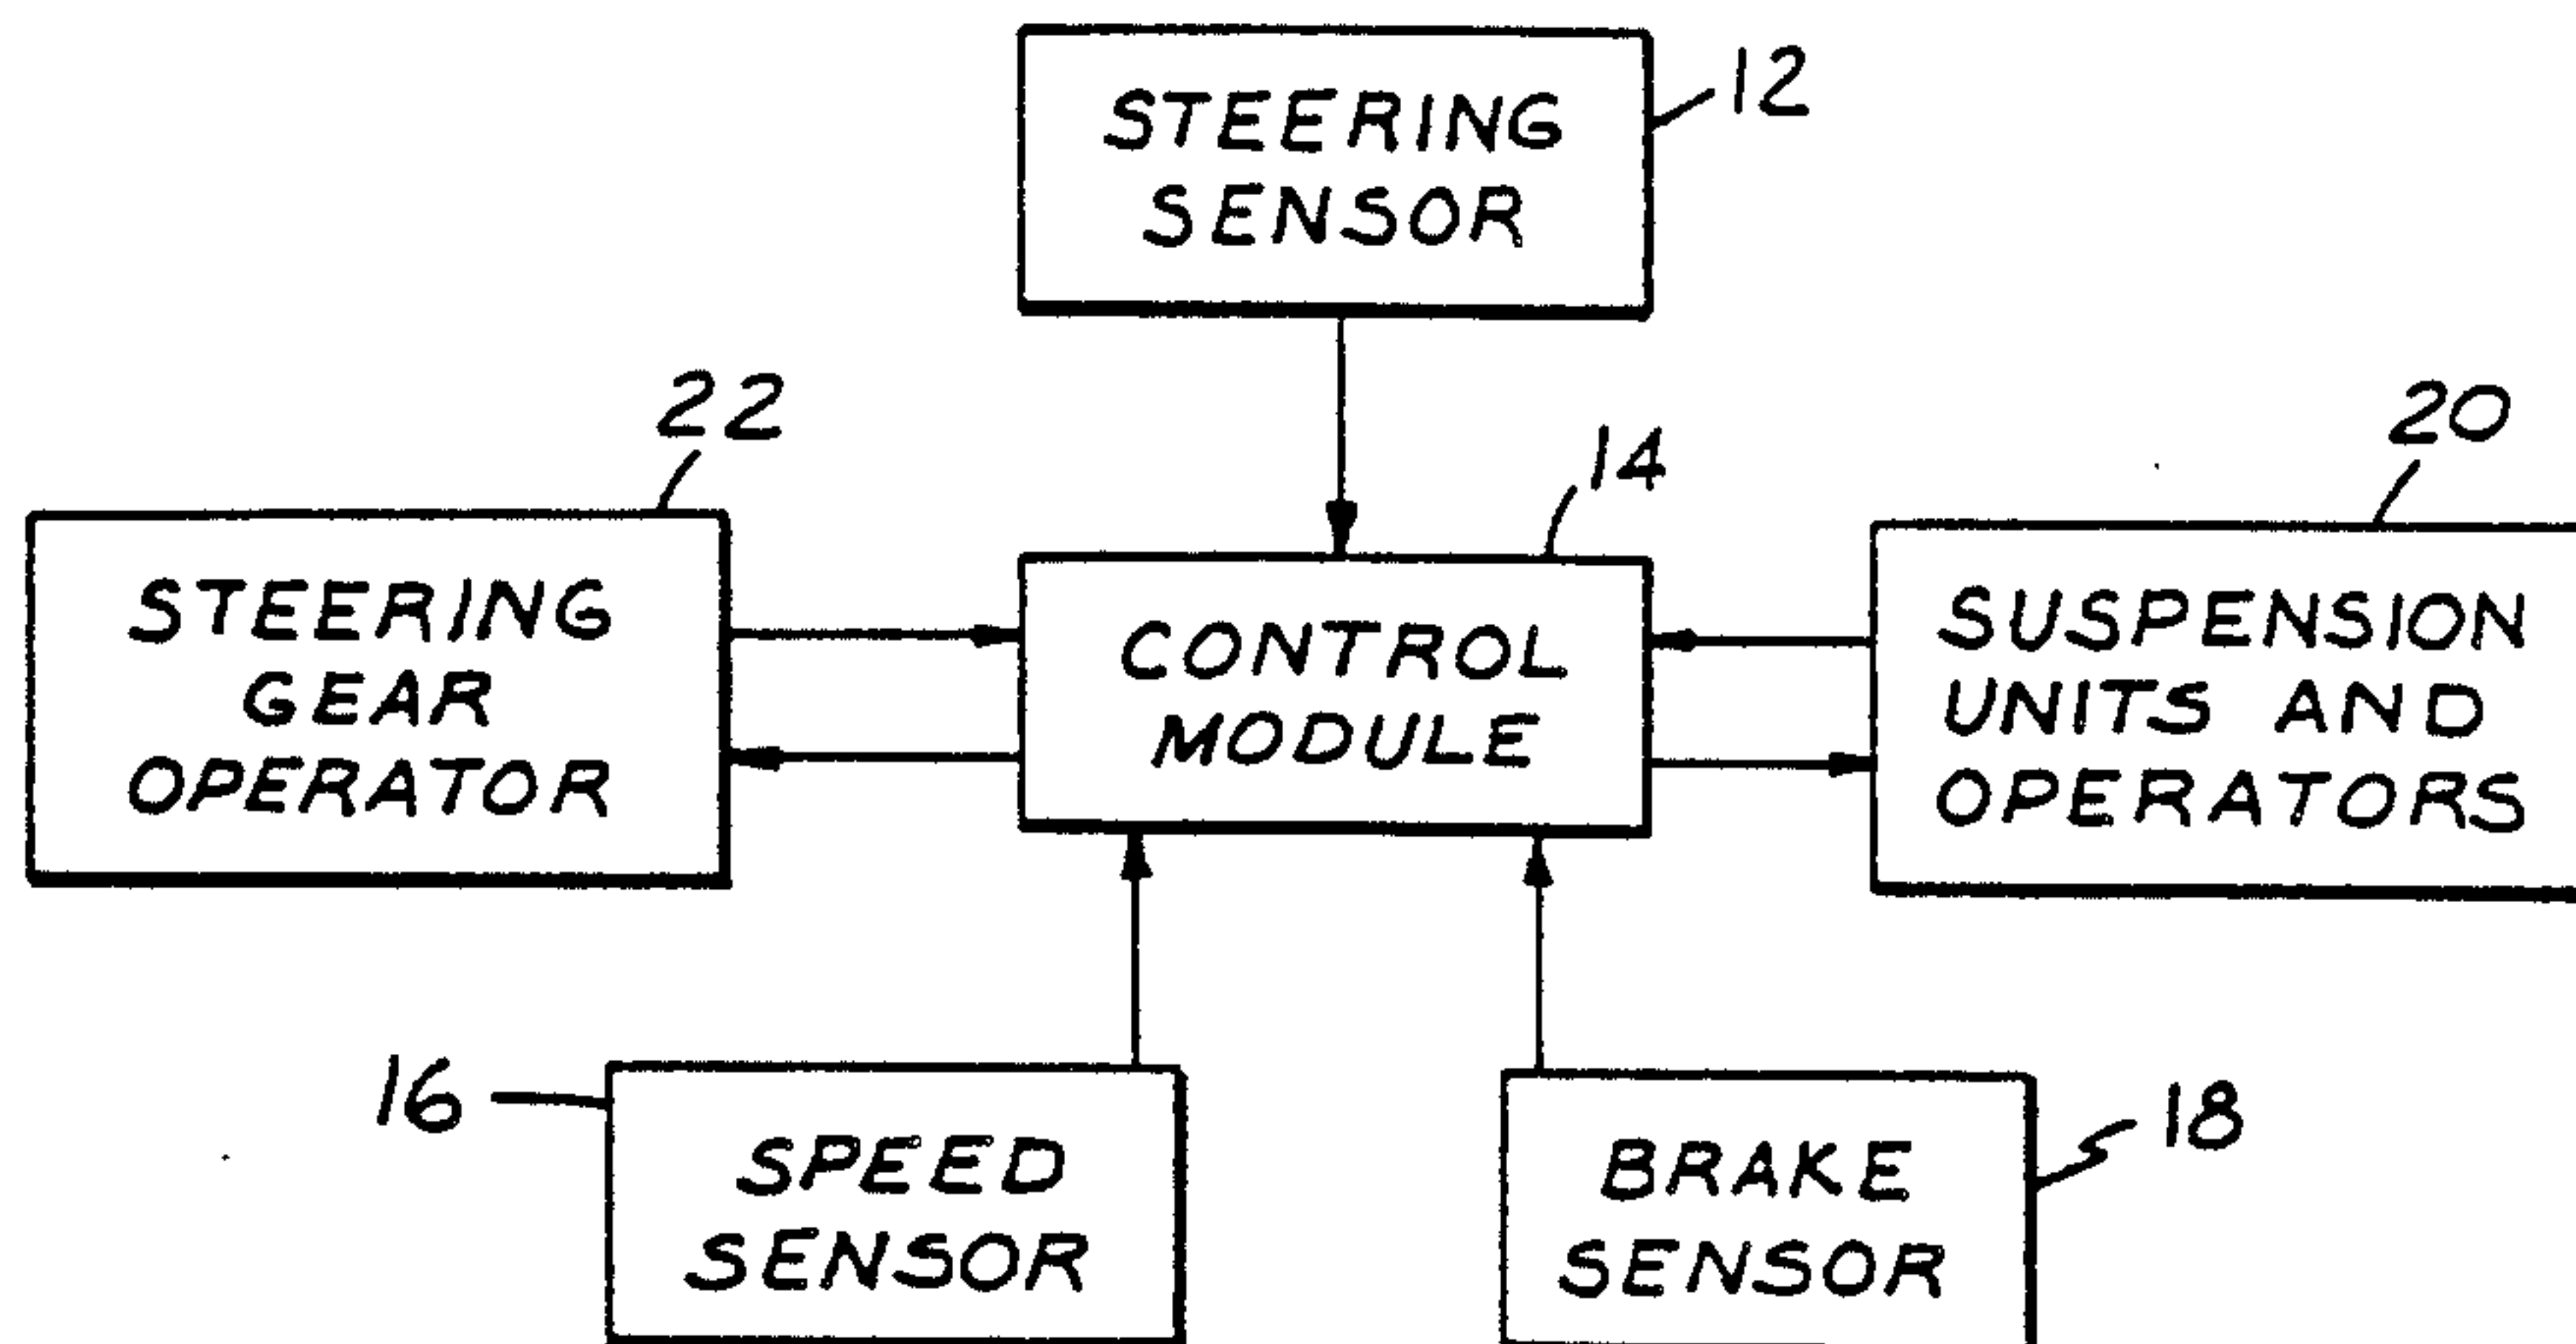 STEERING
SENSOR
12
22
14
20
STEERING
GEAR
OPERATOR
CONTROL
MODULE
SUSPENSION
UNITS AND
OPERATORS
16
SPEED
SENSOR
BRAKE
SENSOR
18